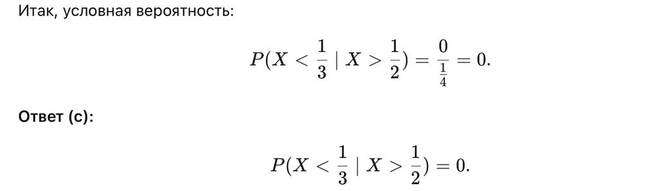 Итак, условная вероятность:
P(X < 1/3 | X > 1/2) = 0/(1/4) = 0.
Ответ (c):
P(X < 1/3 | X > 1/2) = 0.